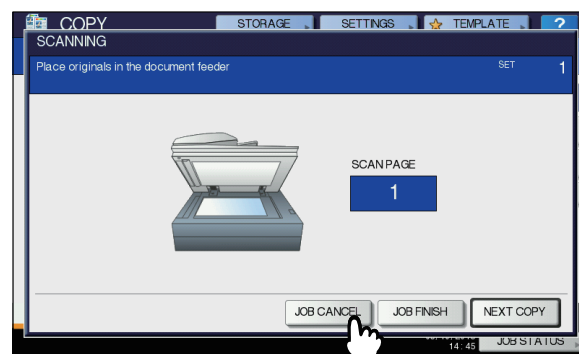 COPY
STORAGE SETTINGS TEMPLATE ?
SCANNING
Place originals in the document feeder SET 1
SCAN PAGE
1
JOB CANCEL JOB FINISH NEXT COPY
14:45 JOB STATUS